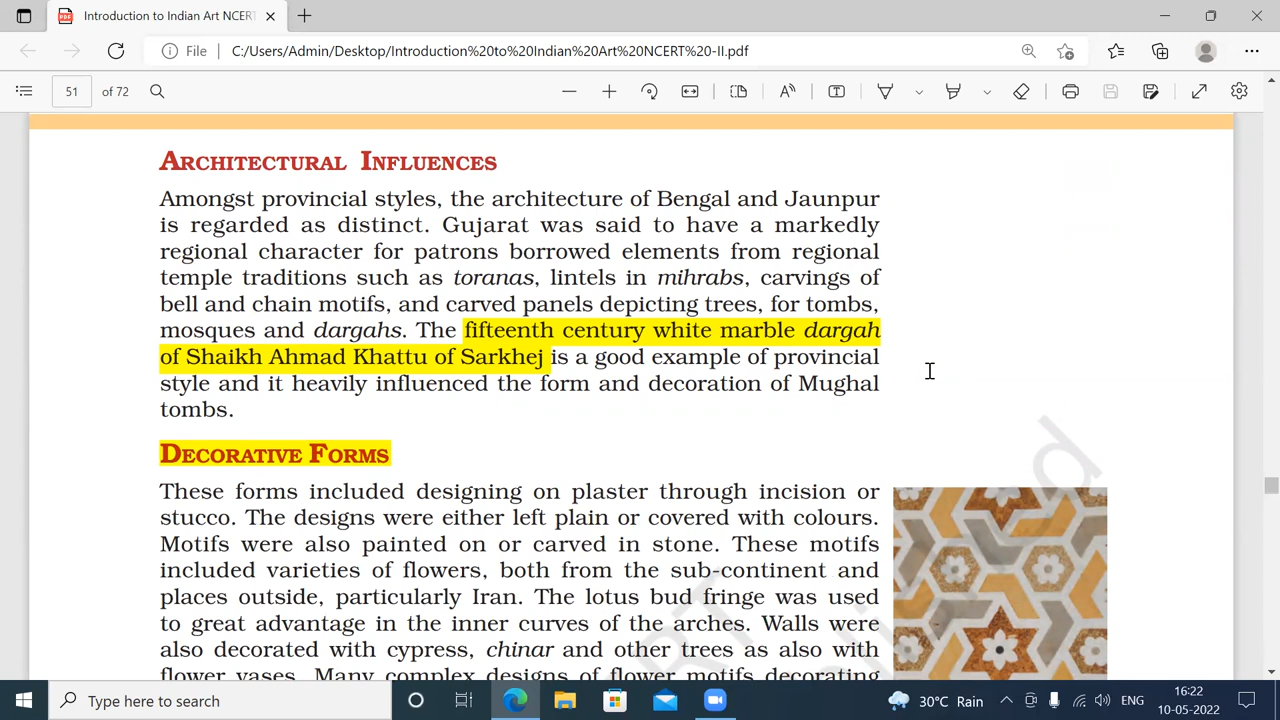 Introduction to Indian Art NCERT
File
C:/Users/Admin/Desktop/Introduction%20to%20Indian%20Art%20NCERT%20-II.pdf
51 of 72
ARCHITECTURAL INFLUENCES
Amongst provincial styles, the architecture of Bengal and Jaunpur
is regarded as distinct. Gujarat was said to have a markedly
regional character for patrons borrowed elements from regional
temple traditions such as toranas, lintels in mihrabs, carvings of
bell and chain motifs, and carved panels depicting trees, for tombs,
mosques and dargahs. The fifteenth century white marble dargah
of Shaikh Ahmad Khattu of Sarkhej is a good example of provincial
style and it heavily influenced the form and decoration of Mughal
tombs.
DECORATIVE FORMS
These forms included designing on plaster through incision or
stucco. The designs were either left plain or covered with colours.
Motifs were also painted on or carved in stone. These motifs
included varieties of flowers, both from the sub-continent and
places outside, particularly Iran. The lotus bud fringe was used
to great advantage in the inner curves of the arches. Walls were
also decorated with cypress, chinar and other trees as also with
flower vases. Many complex designs of flower motifs decorating
Type here to search
30°C Rain
ENG
16:22
10-05-2022